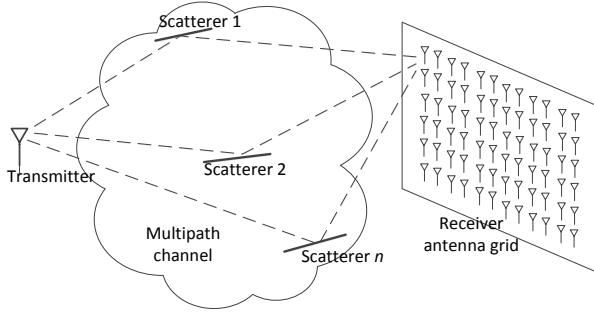 Scatterer 1
Transmitter
Scatterer 2
Multipath
channel
Scatterer n
Receiver
antenna grid